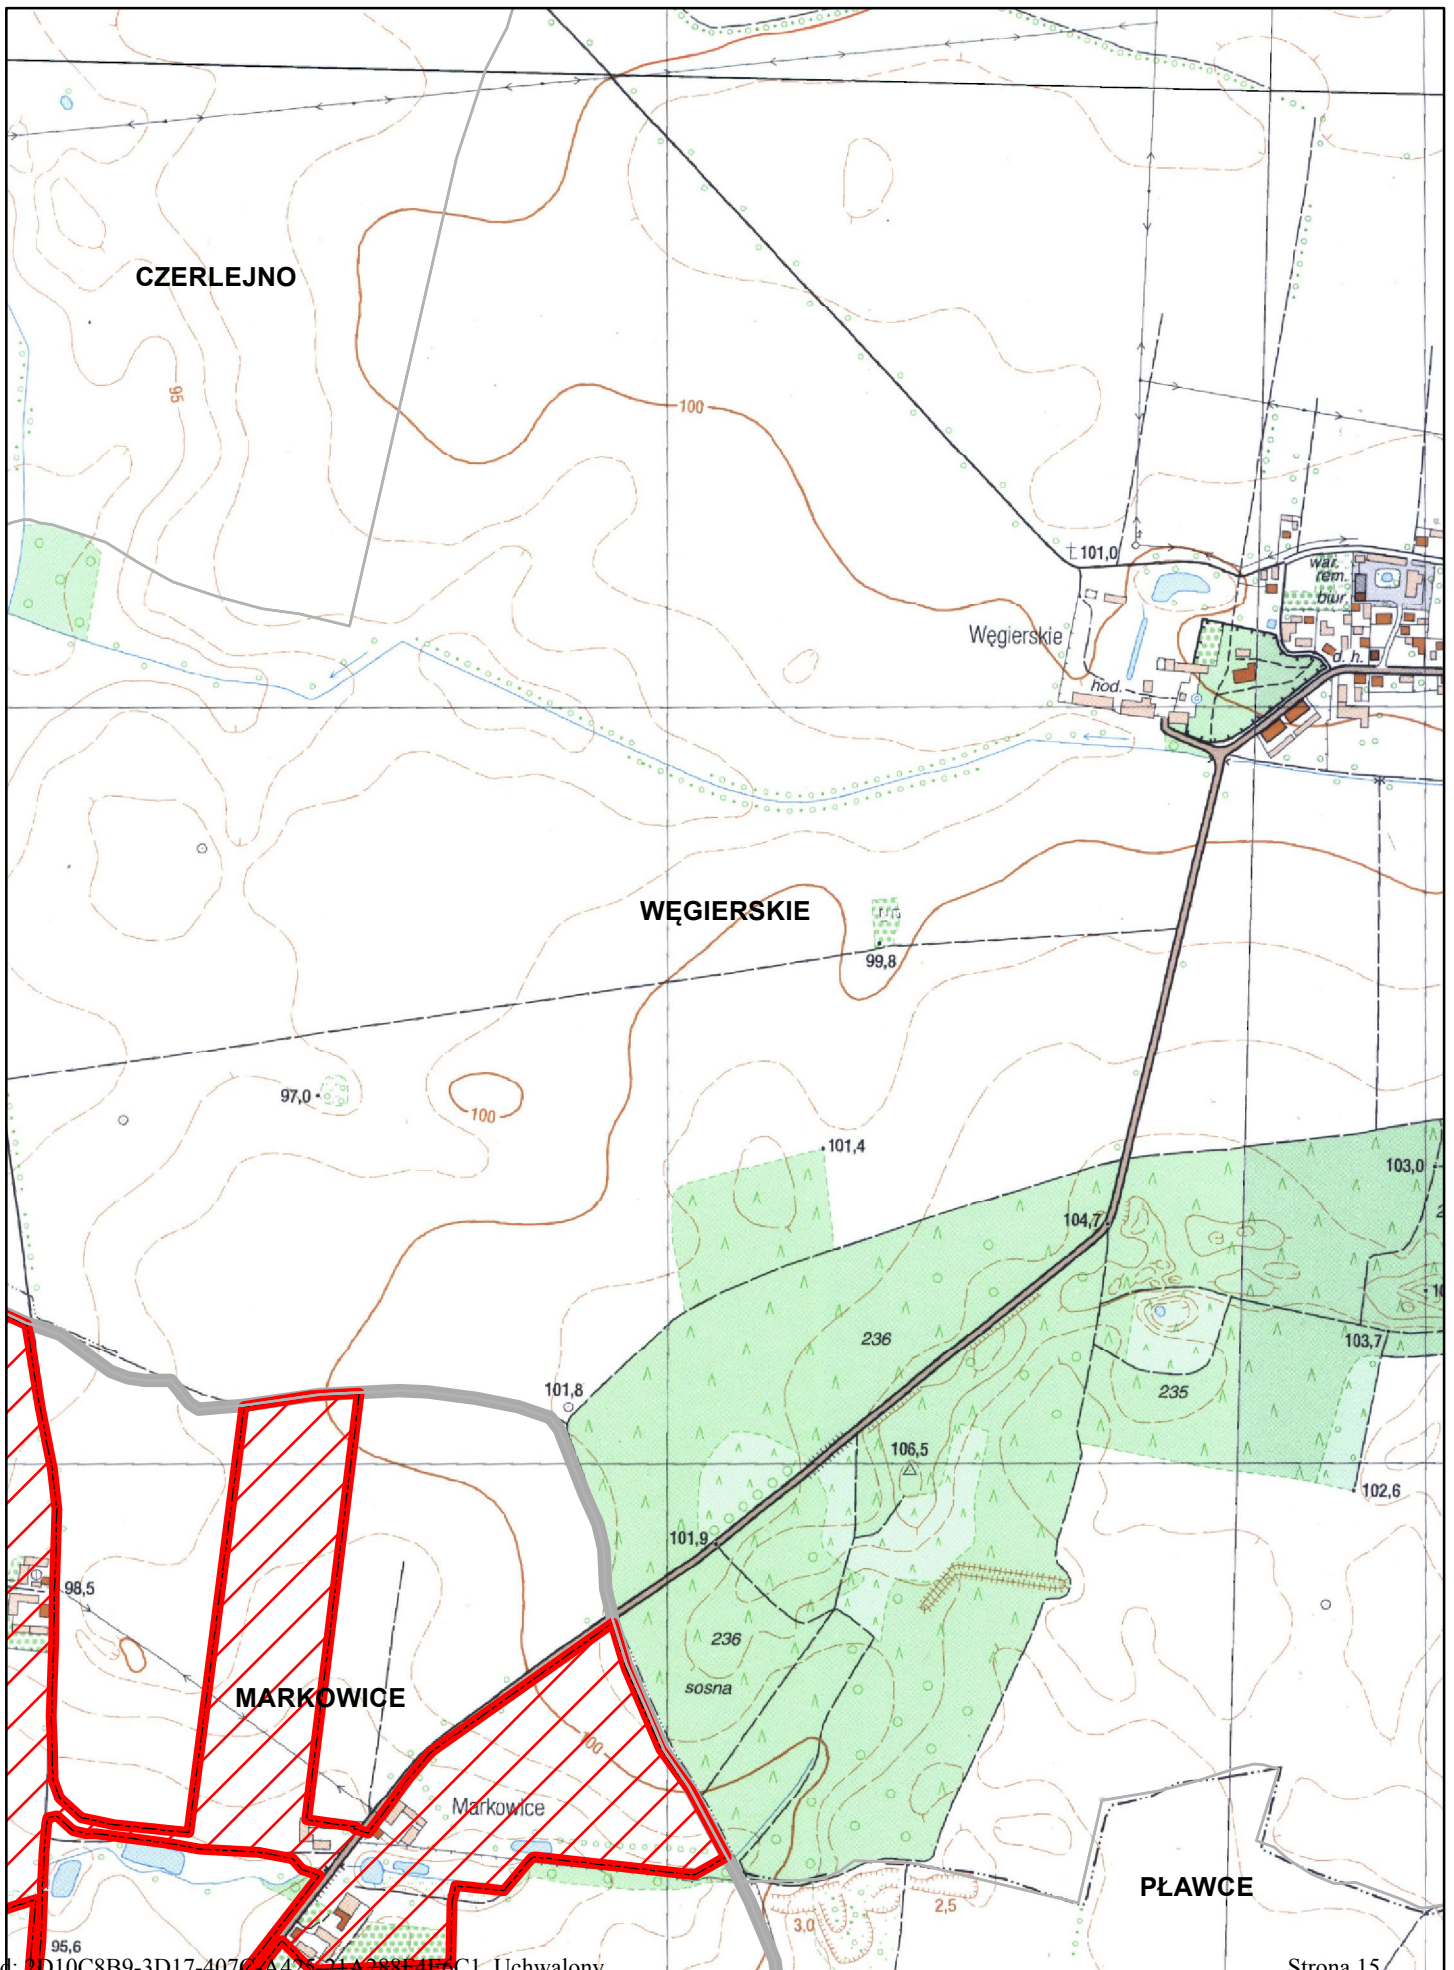 CZERLEJNO
95
100
101,0
war.
rem.
biur.
Węgierskie
d. h.
hod.
WĘGIERSKIE
99,8
97,0
100
101,4
103,0
104,7
236
103,7
235
101,8
106,5
102,6
101,9
98,5
236
sosna
MARKOWICE
100
Markowice
PŁAWCE
2,5
3,0
95,6
Uchwalony
Strona 15